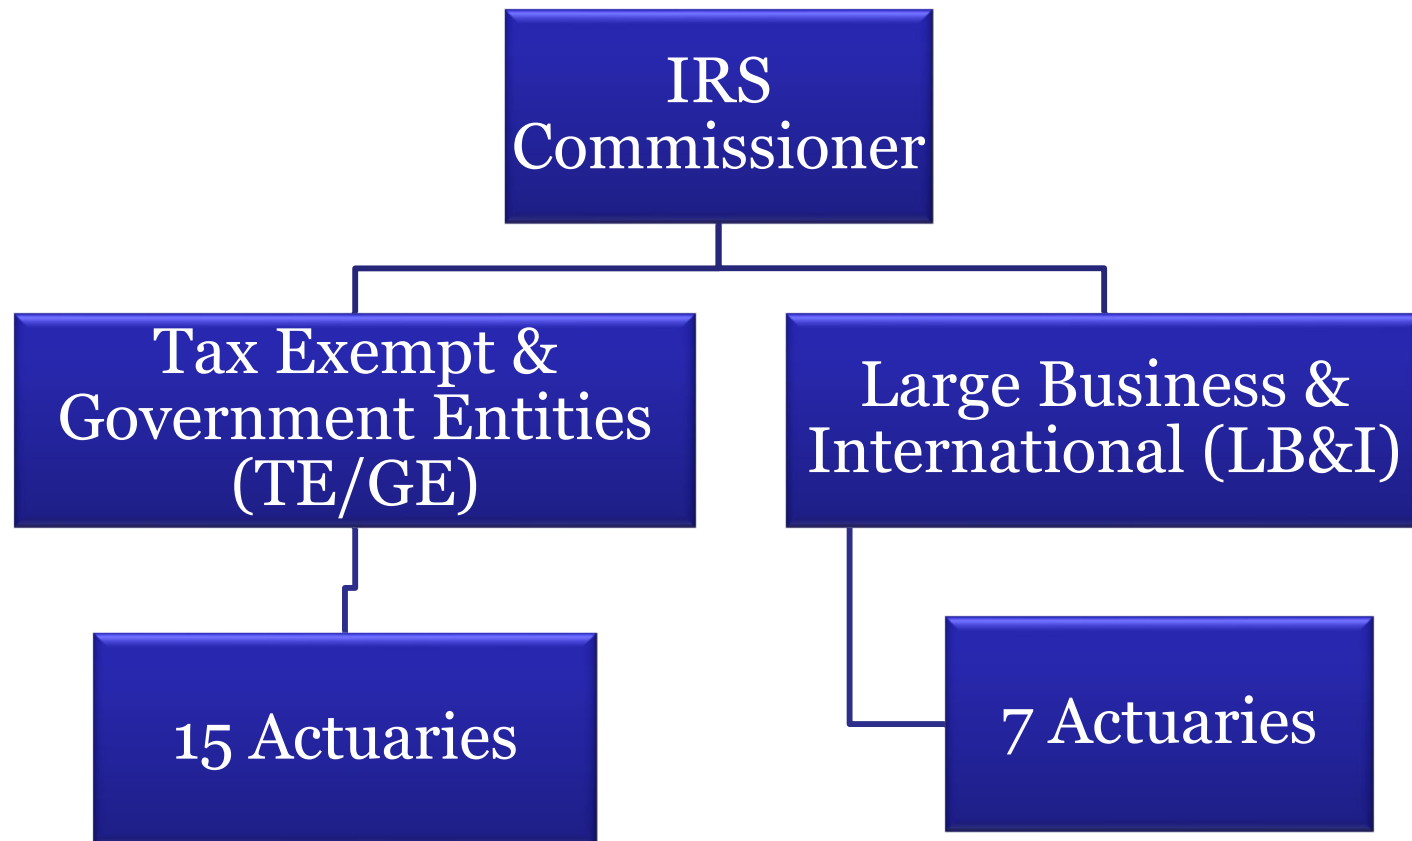 IRS
Commissioner
Tax Exempt &
Government Entities
(TE/GE)
Large Business &
International (LB&I)
15 Actuaries
7 Actuaries